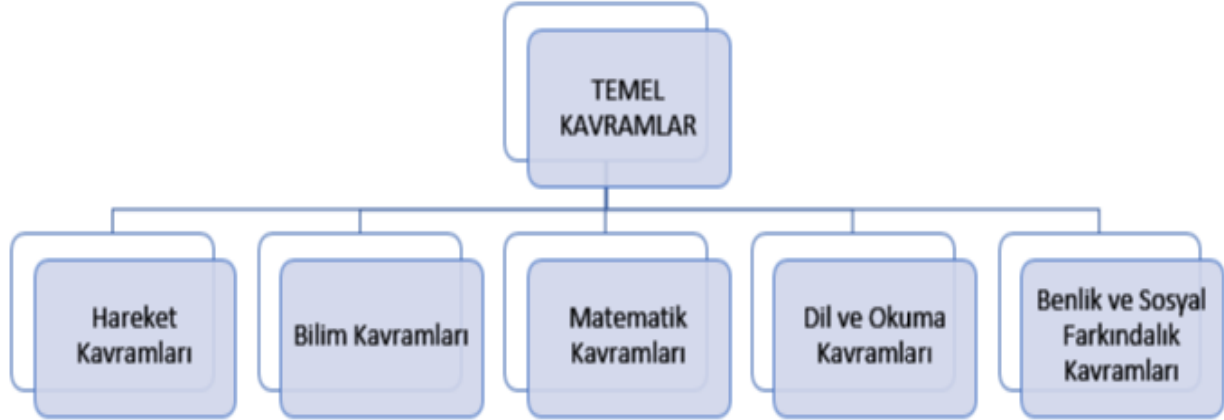 TEMEL
KAVRAMLAR
Hareket
Kavramları
Bilim Kavramları
Matematik
Kavramları
Dil ve Okuma
Kavramları
Benlik ve Sosyal
Farkındalık
Kavramları